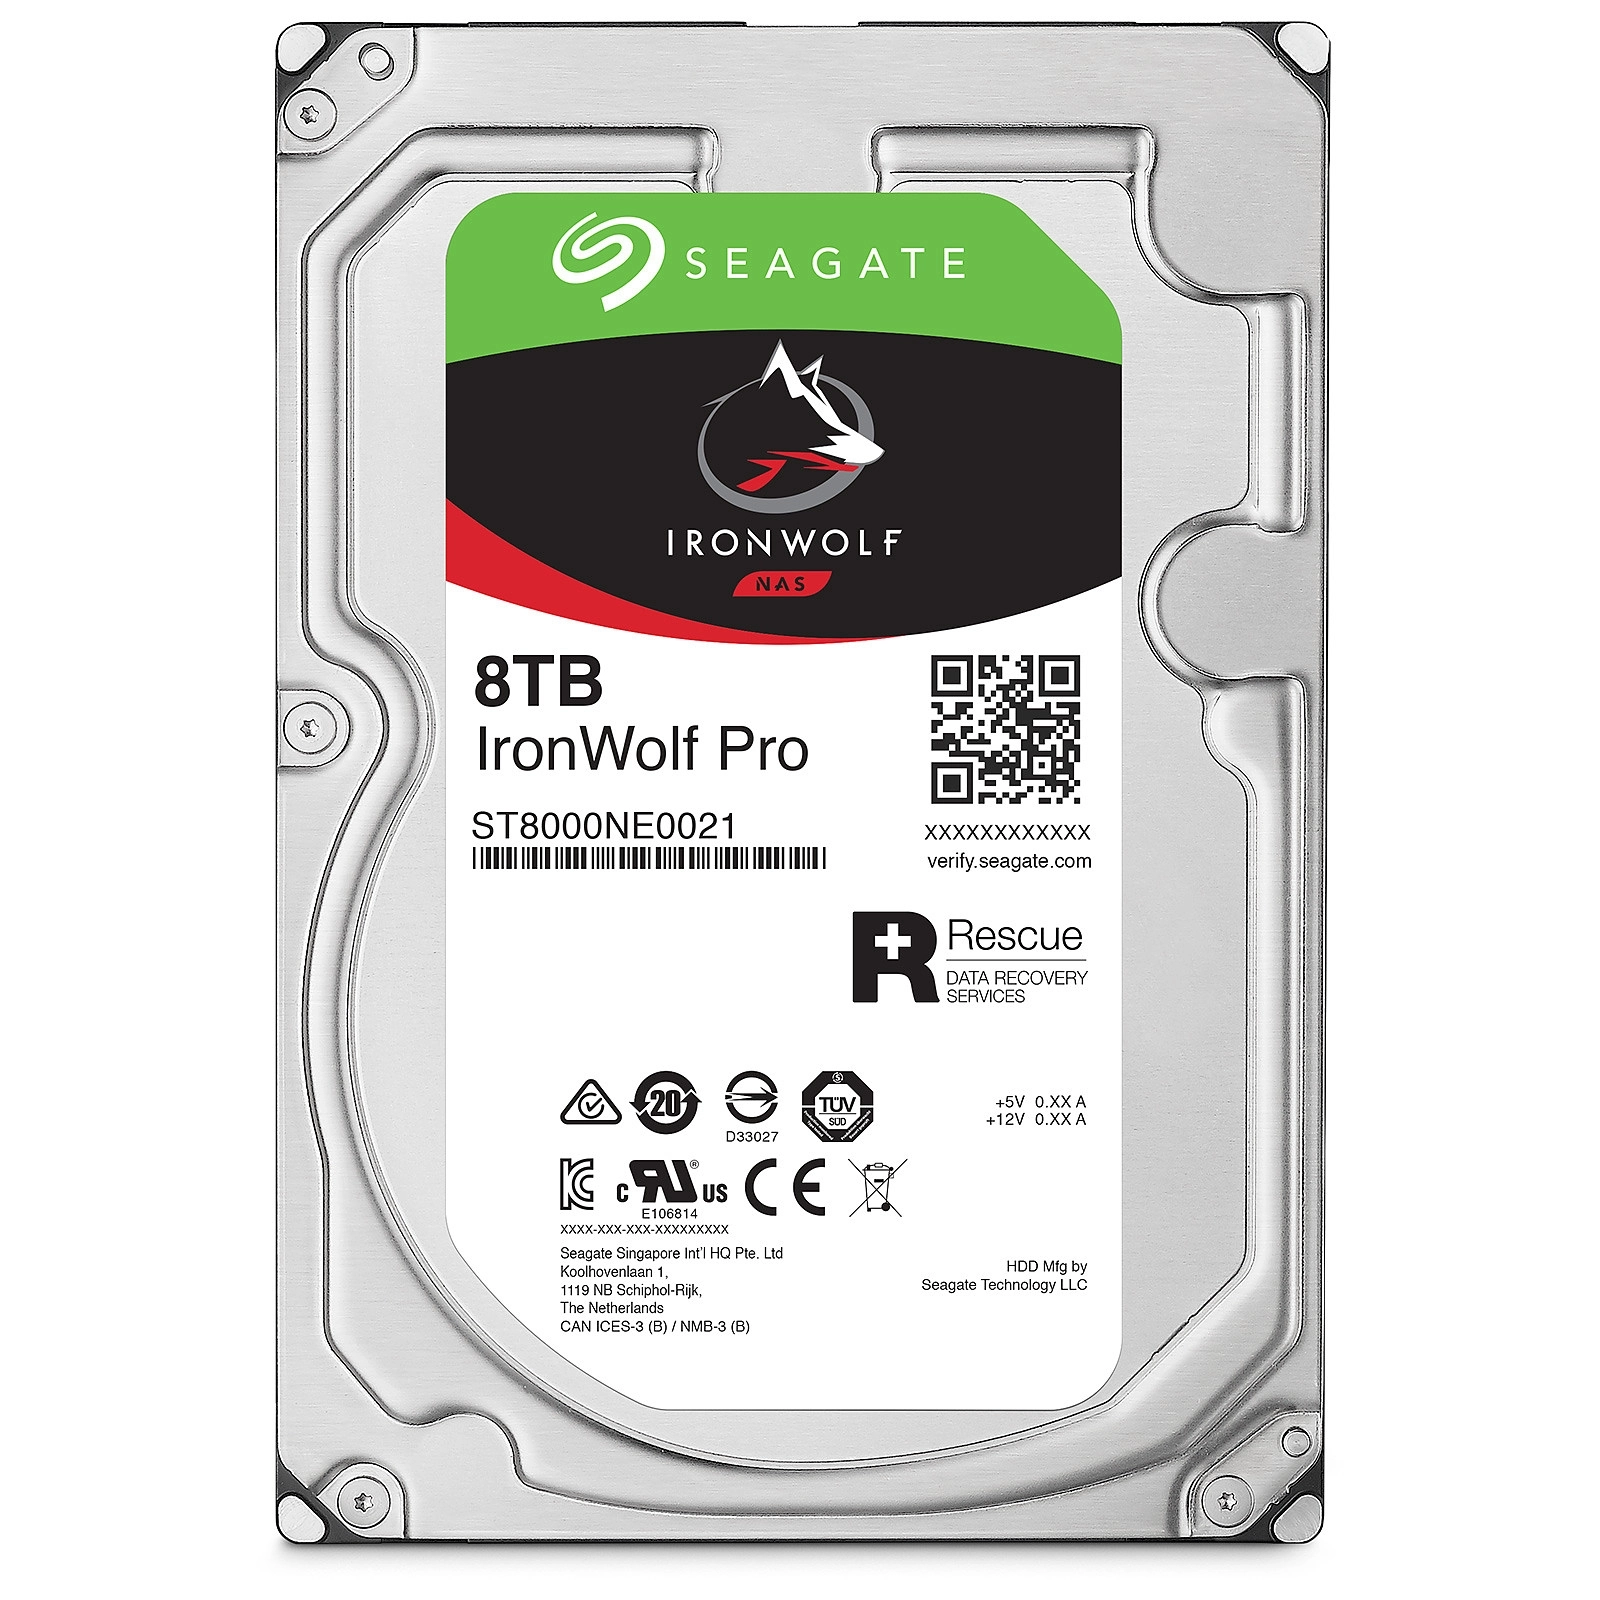 SEAGATE
IRONWOLF
NAS
8TB
IronWolf Pro
ST8000NE0021
XXXXXXXXXXXX
verify.seagate.com
R Rescue
DATA RECOVERY
SERVICES
20
D33027
TÜV
SÜD
+5V 0.XX A
+12V 0.XX A
c RU US
®
CE
E106814
XXXX-XXX-XXX-XXXXXXXXX
Seagate Singapore Int'l HQ Pte. Ltd
Koolhovenlaan 1,
1119 NB Schiphol-Rijk,
The Netherlands
CAN ICES-3 (B) / NMB-3 (B)
HDD Mfg by
Seagate Technology LLC